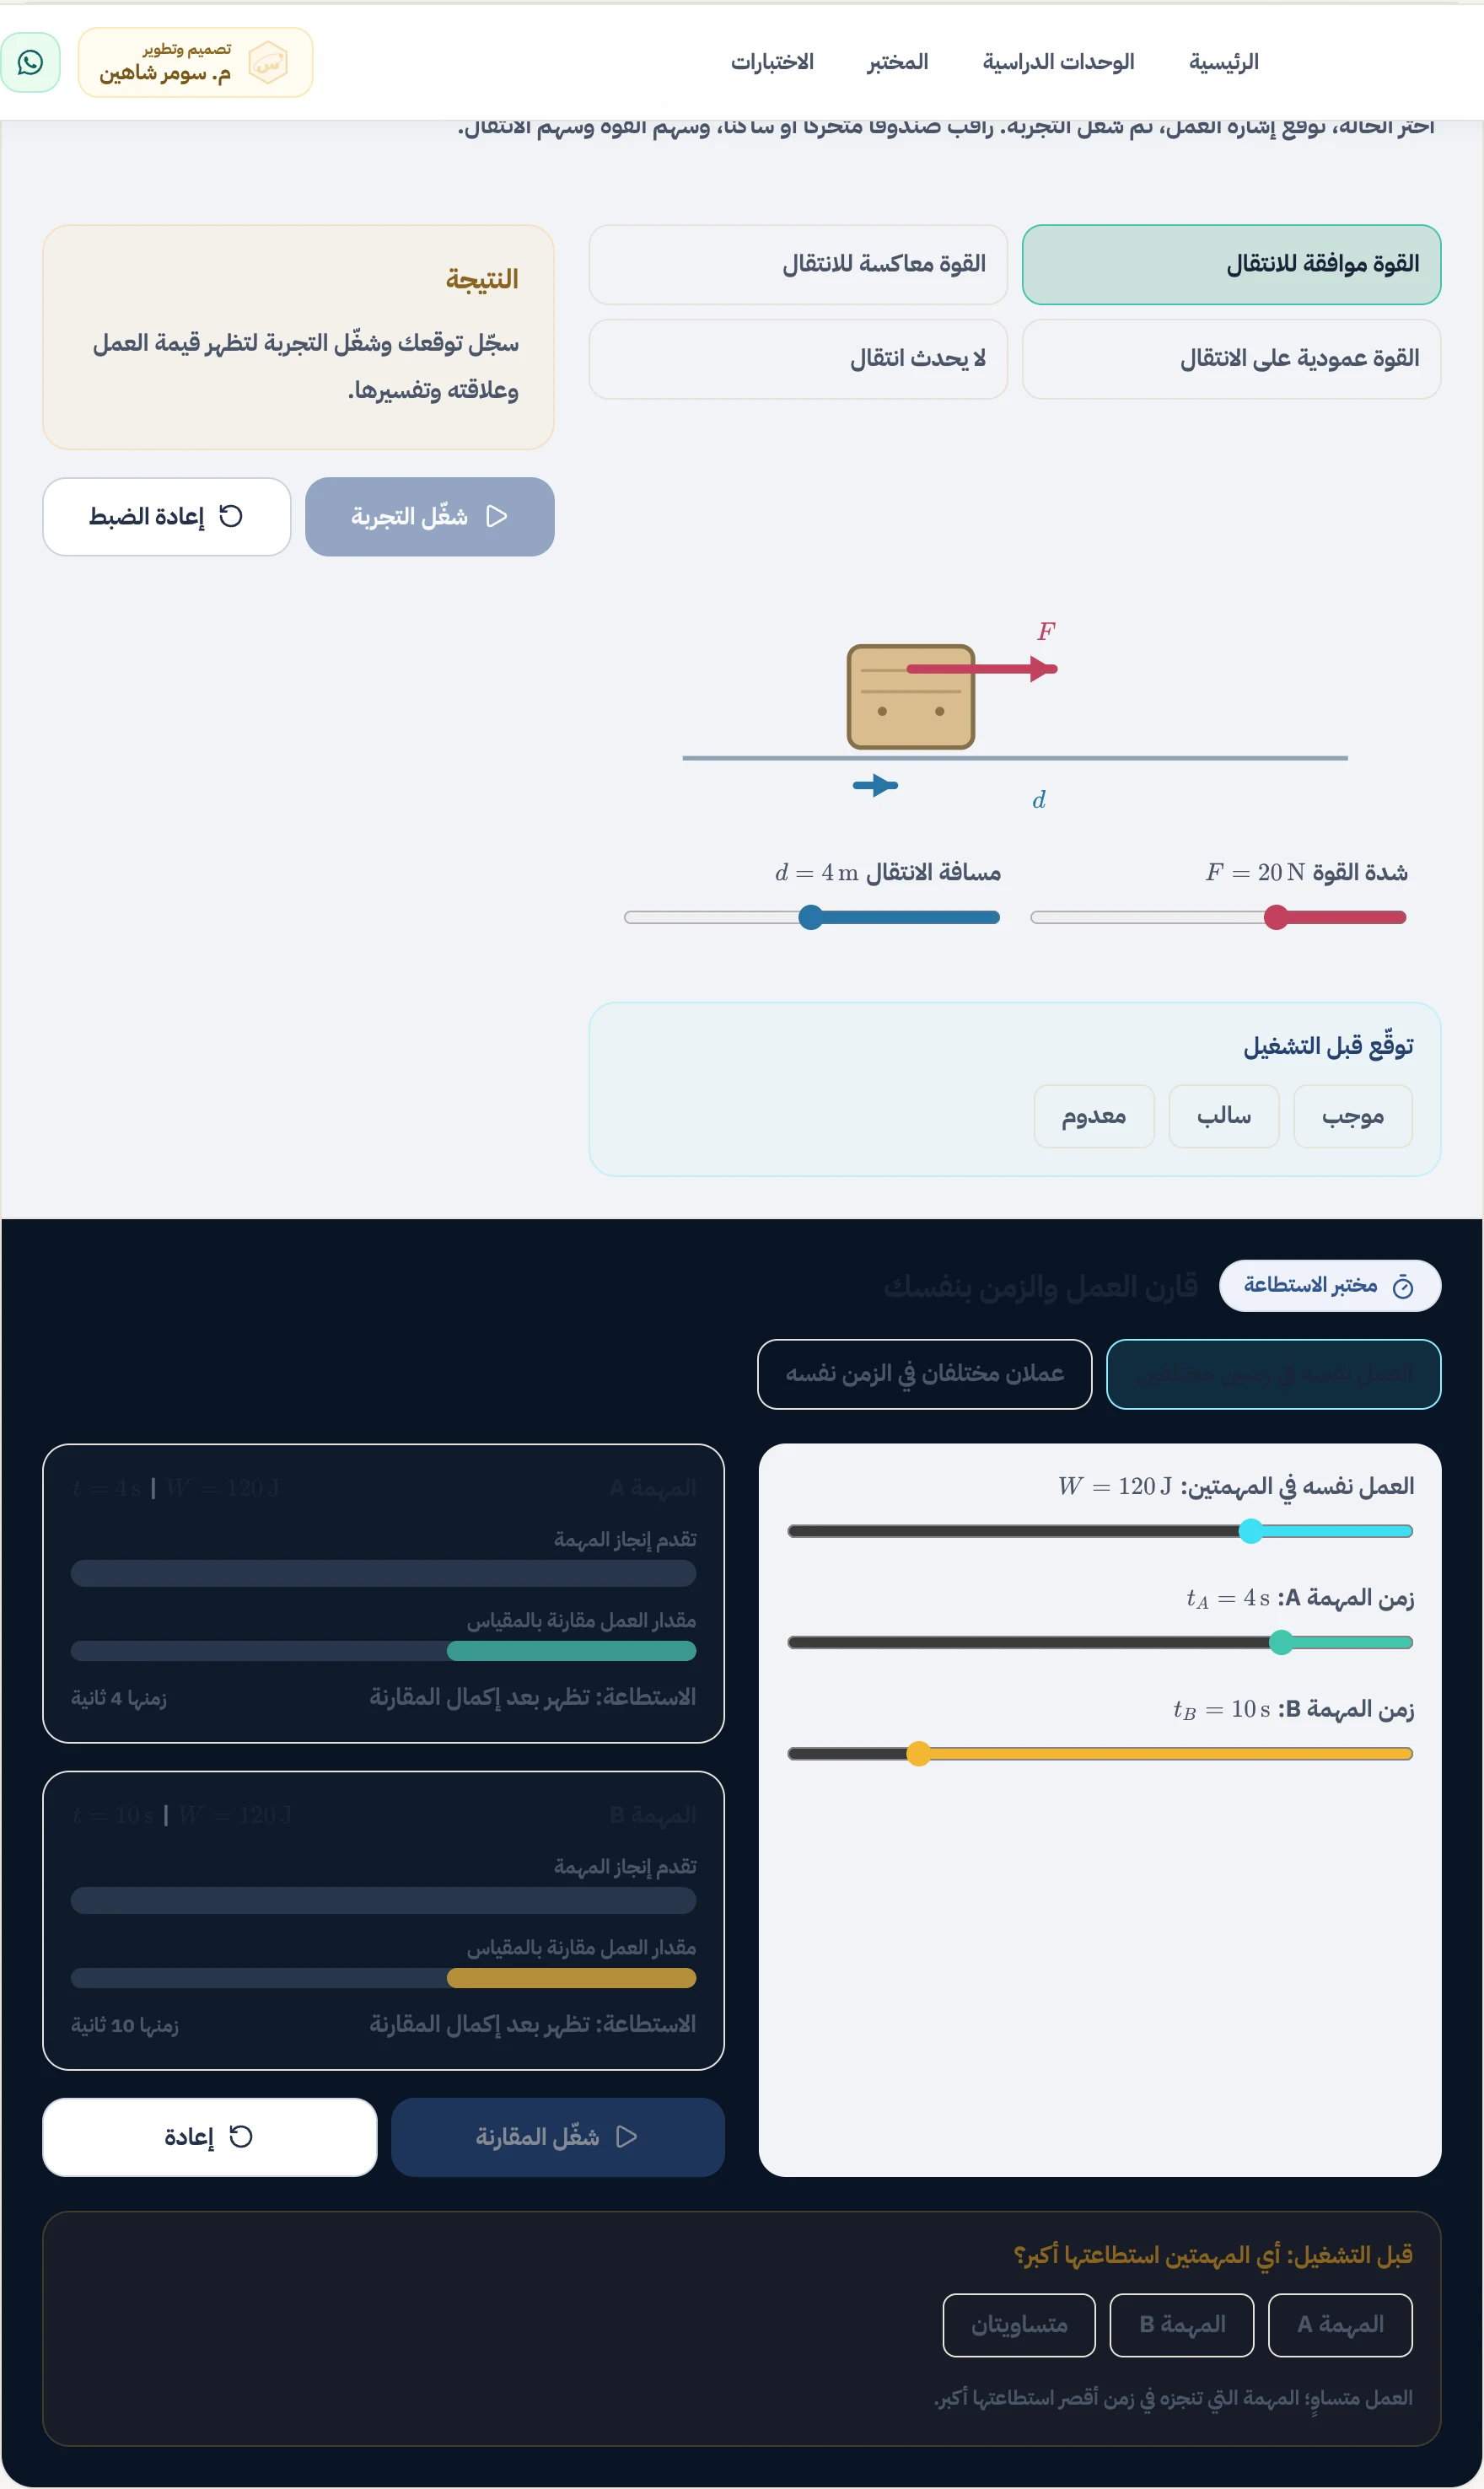 الرئيسية
الوحدات الدراسية
المختبر
الاختبارات
تصميم وتطوير
م. سومر شاهين
اختر الحالة، توقع إشارة العمل، ثم شغل التجربة. راقب صندوقا متحركا او ساكنا، وسهم القوة وسهم الانتقال.
القوة موافقة للانتقال
القوة معاكسة للانتقال
القوة عمودية على الانتقال
لا يحدث انتقال
النتيجة
سجّل توقعك وشغّل التجربة لتظهر قيمة العمل
وعلاقته وتفسيرها.
شغّل التجربة
إعادة الضبط
F
d
شدة القوة F = 20 N
مسافة الانتقال d = 4 m
توقّع قبل التشغيل
موجب
سالب
معدوم
مختبر الاستطاعة
قارن العمل والزمن بنفسك
العمل نفسه في زمنين مختلفين
عملان مختلفان في الزمن نفسه
العمل نفسه في المهمتين: W = 120 J
زمن المهمة A: t_A = 4 s
زمن المهمة B: t_B = 10 s
المهمة A
t = 4 s | W = 120 J
تقدم إنجاز المهمة
مقدار العمل مقارنة بالمقياس
الاستطاعة: تظهر بعد إكمال المقارنة
زمنها 4 ثانية
المهمة B
t = 10 s | W = 120 J
تقدم إنجاز المهمة
مقدار العمل مقارنة بالمقياس
الاستطاعة: تظهر بعد إكمال المقارنة
زمنها 10 ثانية
شغّل المقارنة
إعادة
قبل التشغيل: أي المهمتين استطاعتها أكبر؟
المهمة A
المهمة B
متساويتان
العمل متساوٍ؛ المهمة التي تنجزه في زمن أقصر استطاعتها أكبر.